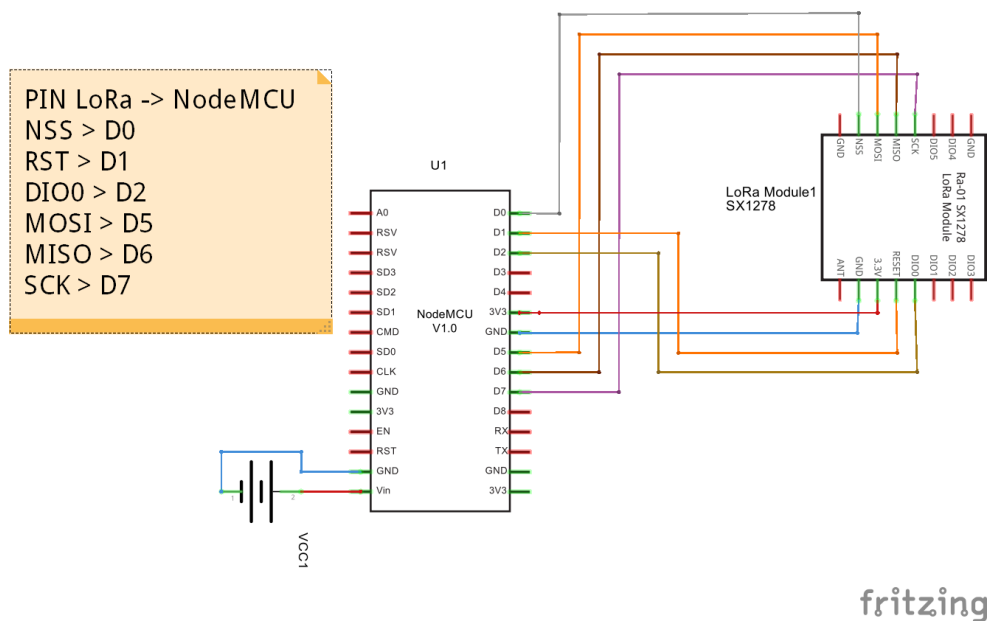 PIN LoRa -> NodeMCU
NSS > D0
RST > D1
DIO0 > D2
MOSI > D5
MISO > D6
SCK > D7
U1
A0
RSV
RSV
SD3
SD2
SD1
CMD
SD0
CLK
GND
3V3
EN
RST
GND
Vin
NodeMCU
V1.0
D0
D1
D2
D3
D4
3V3
GND
D5
D6
D7
D8
RX
TX
GND
3V3
1
2
VCC1
LoRa Module1
SX1278
GND
NSS
MOSI
MISO
SCK
DIO5
DIO4
GND
Ra-01 SX1278
LoRa Module
ANT
GND
3.3V
RESET
DIO0
DIO1
DIO2
DIO3
fritzing